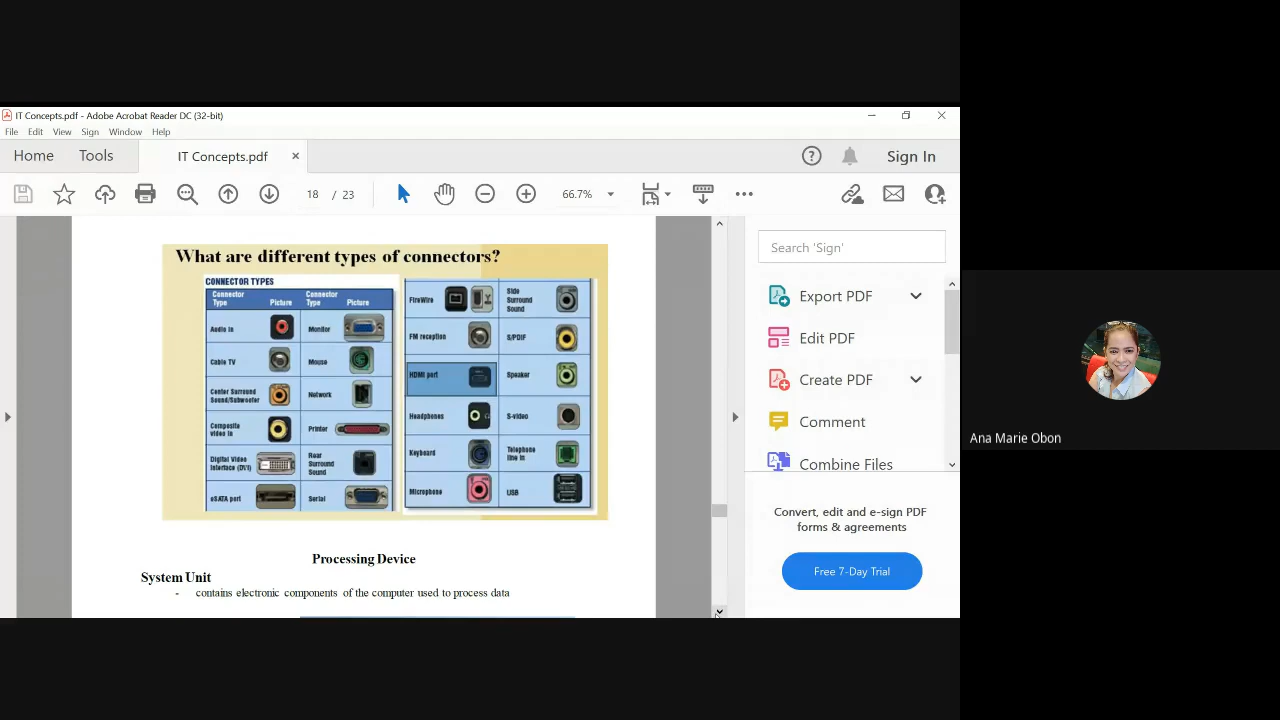 IT Concepts.pdf - Adobe Acrobat Reader DC (32-bit)
File Edit View Sign Window Help
Home Tools IT Concepts.pdf × Sign In
18 / 23 66.7%
What are different types of connectors?
CONNECTOR TYPES
Connector Type Picture Connector Type Picture
Audio in Monitor
Cable TV Mouse
Center Surround Sound/Subwoofer Network
Composite video in Printer
Digital Video Interface (DVI) Rear Surround Sound
eSATA port Serial
FireWire Side Surround Sound
FM reception S/PDIF
HDMI port Speaker
Headphones S-video
Keyboard Telephone line in
Microphone USB
Processing Device
System Unit
- contains electronic components of the computer used to process data
Search 'Sign'
Export PDF
Edit PDF
Create PDF
Comment
Combine Files
Convert, edit and e-sign PDF
forms & agreements
Free 7-Day Trial
Ana Marie Obon